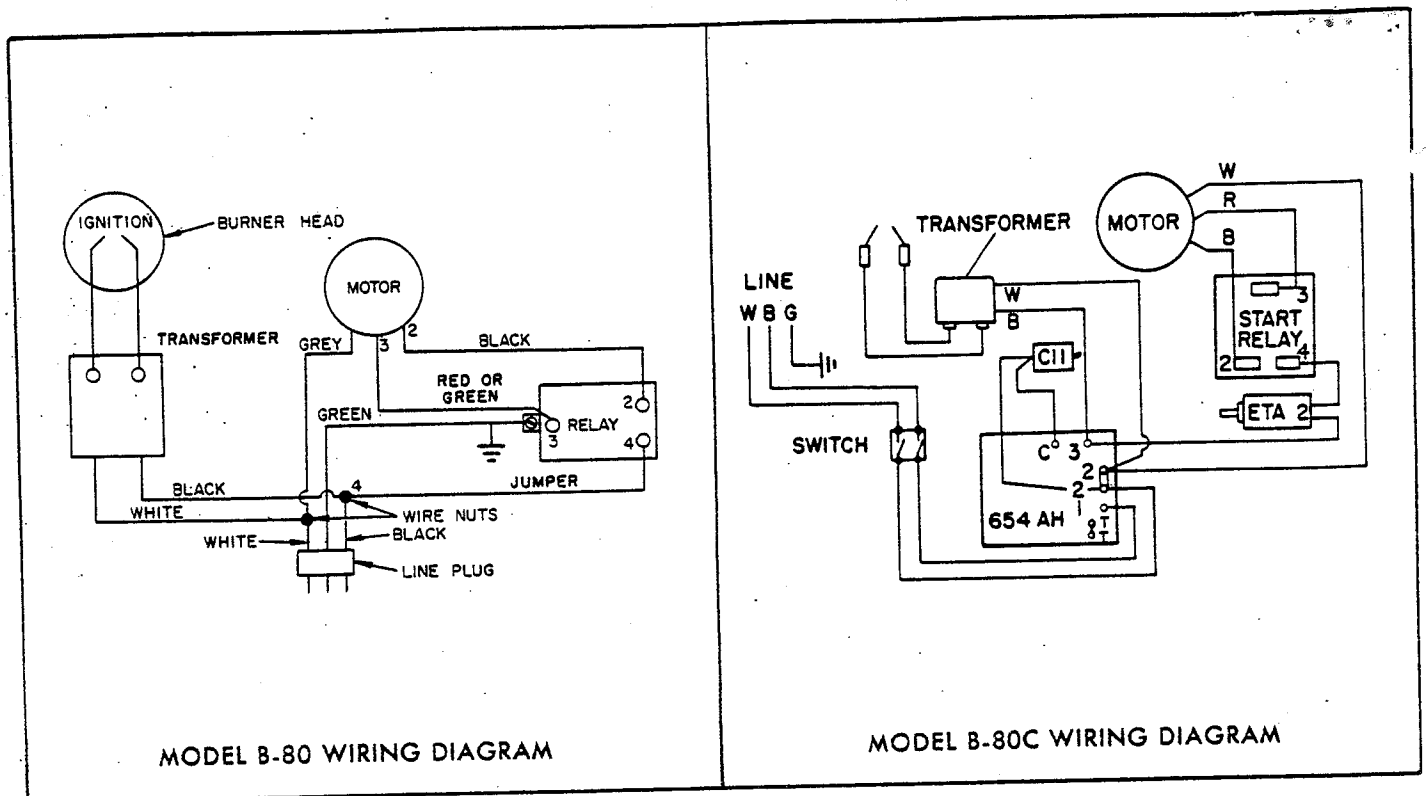 IGNITION
BURNER HEAD
MOTOR
TRANSFORMER
GREY
3
2
BLACK
RED OR
GREEN
GREEN
2
RELAY
3
4
JUMPER
BLACK
4
WHITE
WIRE NUTS
WHITE
BLACK
LINE PLUG
MODEL B-80 WIRING DIAGRAM
W
R
B
MOTOR
TRANSFORMER
LINE
W B G
W
B
3
START
RELAY
2
4
C11
ETA 2
SWITCH
C
3
2
2
1
654 AH
T
T
MODEL B-80C WIRING DIAGRAM